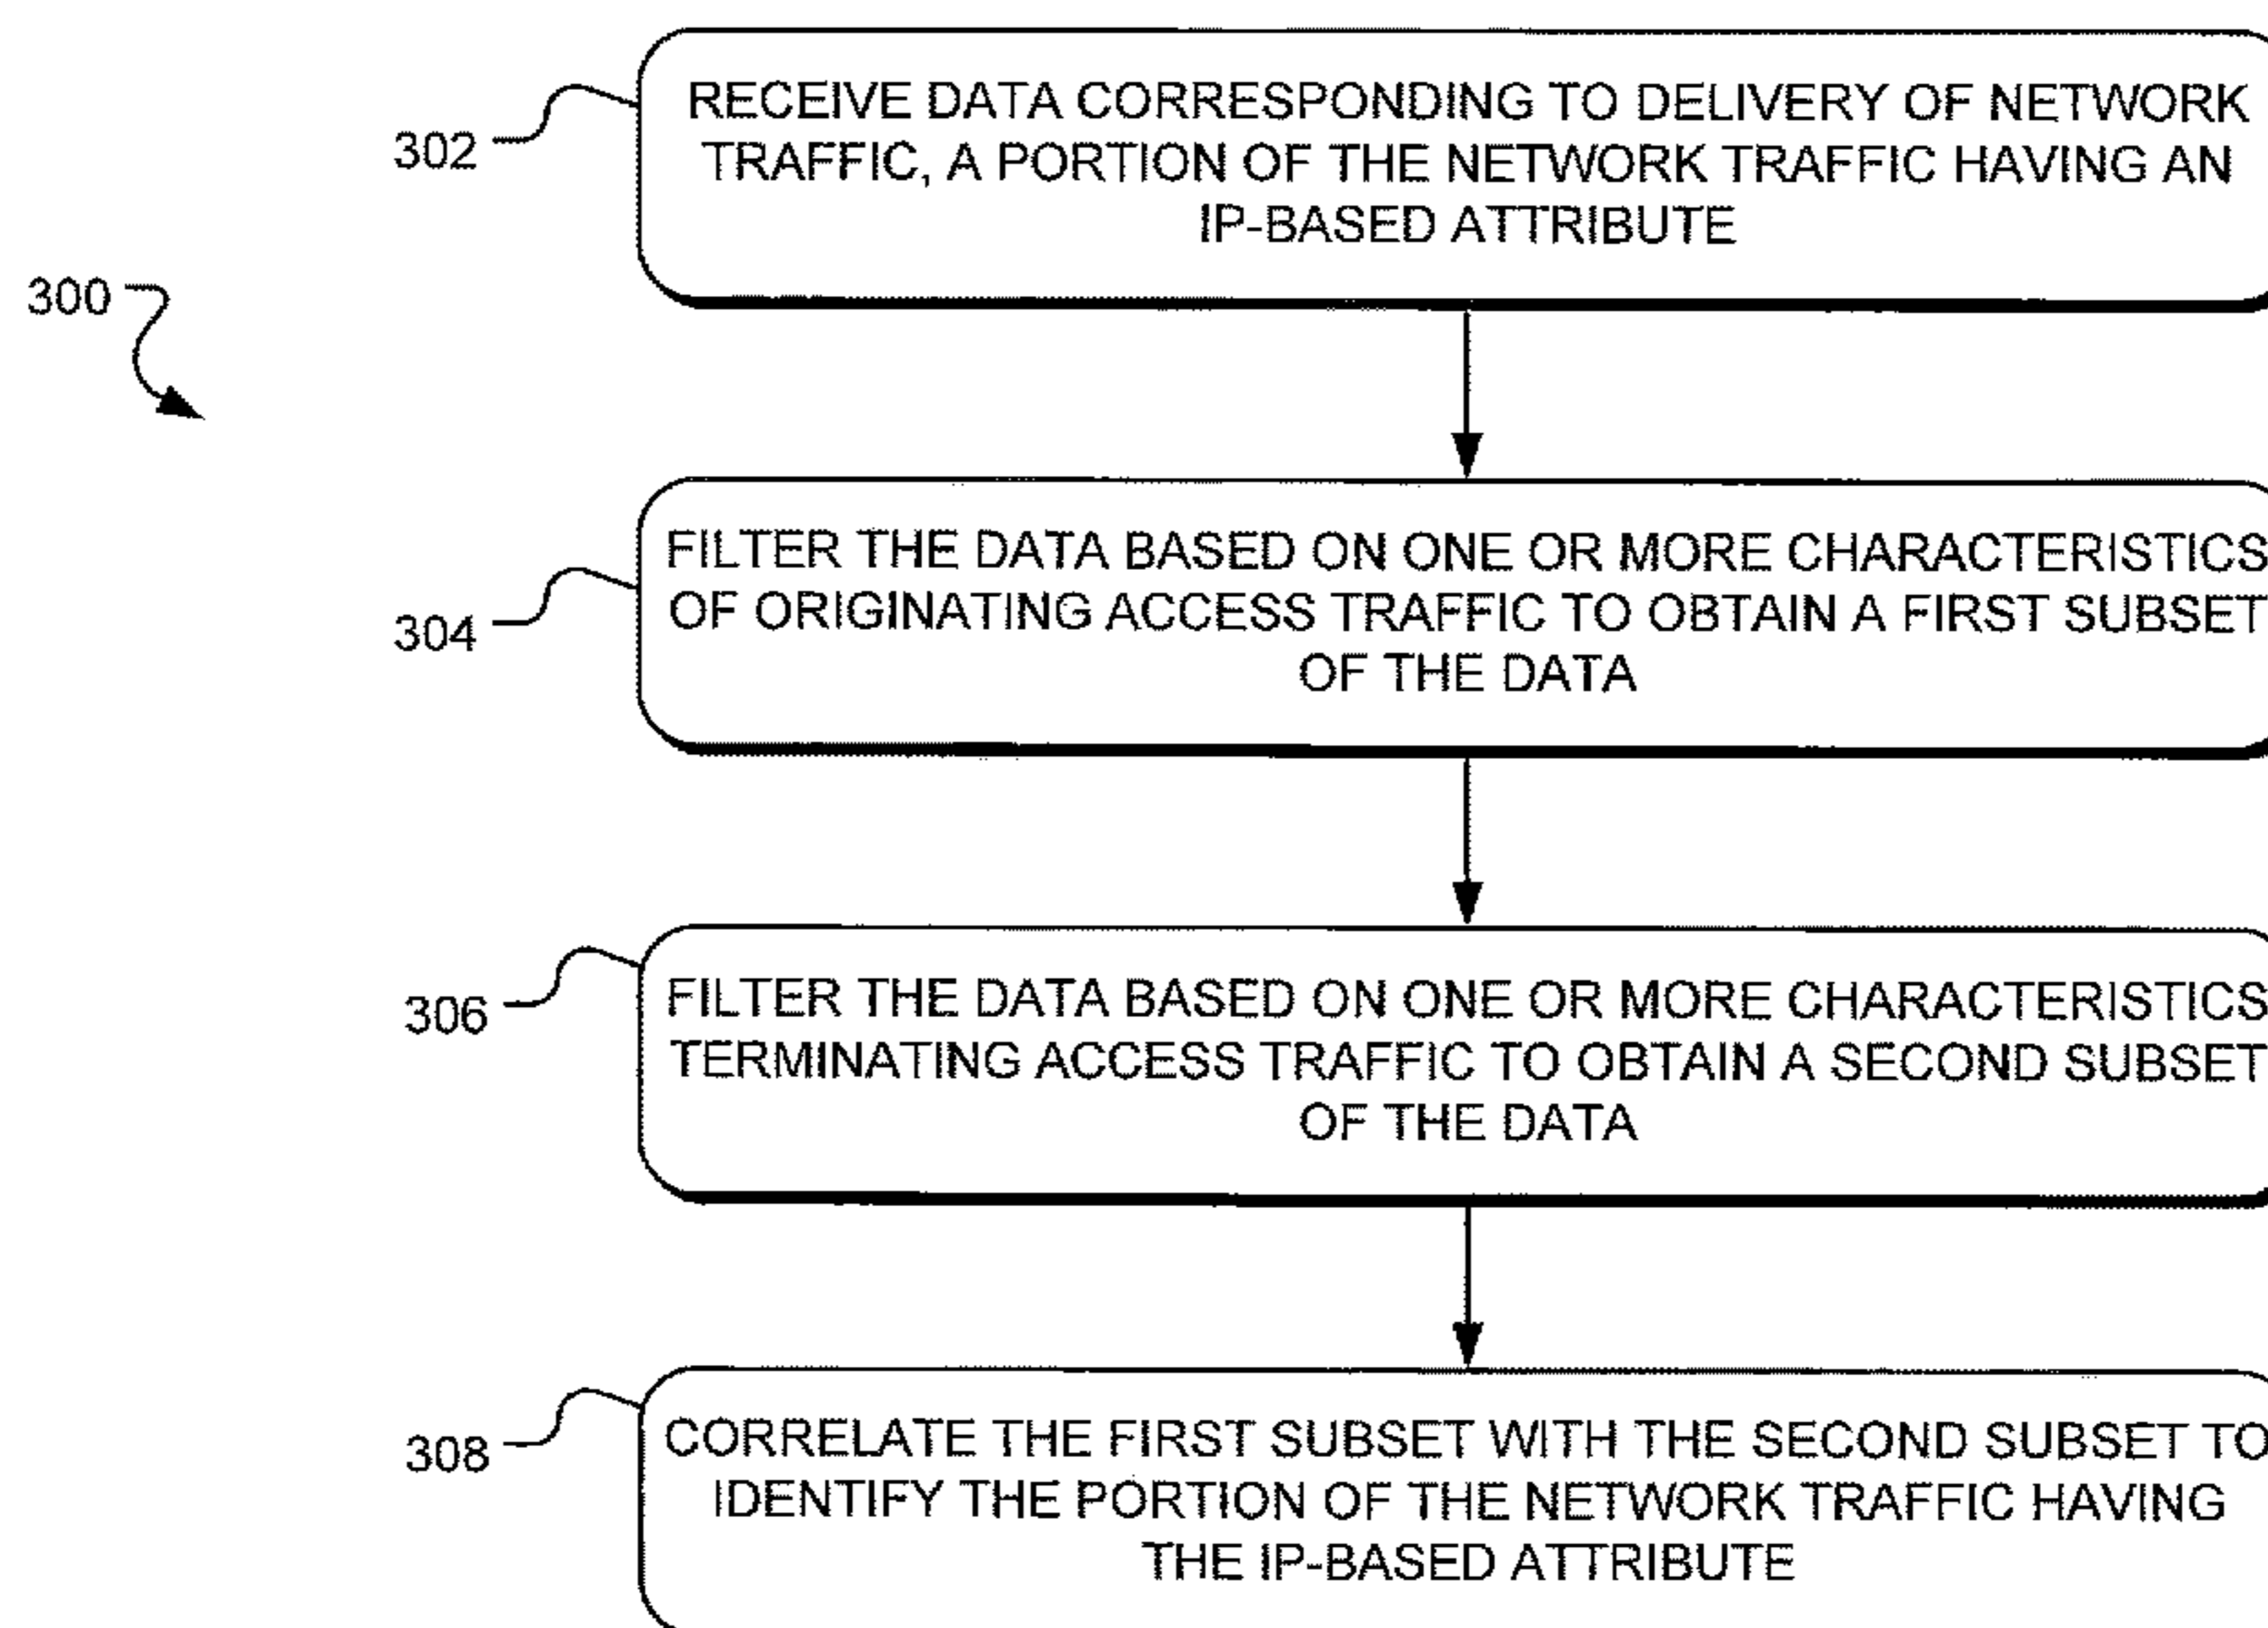 302
RECEIVE DATA CORRESPONDING TO DELIVERY OF NETWORK
TRAFFIC, A PORTION OF THE NETWORK TRAFFIC HAVING AN
IP-BASED ATTRIBUTE
300
304
FILTER THE DATA BASED ON ONE OR MORE CHARACTERISTICS
OF ORIGINATING ACCESS TRAFFIC TO OBTAIN A FIRST SUBSET
OF THE DATA
306
FILTER THE DATA BASED ON ONE OR MORE CHARACTERISTICS
TERMINATING ACCESS TRAFFIC TO OBTAIN A SECOND SUBSET
OF THE DATA
308
CORRELATE THE FIRST SUBSET WITH THE SECOND SUBSET TO
IDENTIFY THE PORTION OF THE NETWORK TRAFFIC HAVING
THE IP-BASED ATTRIBUTE